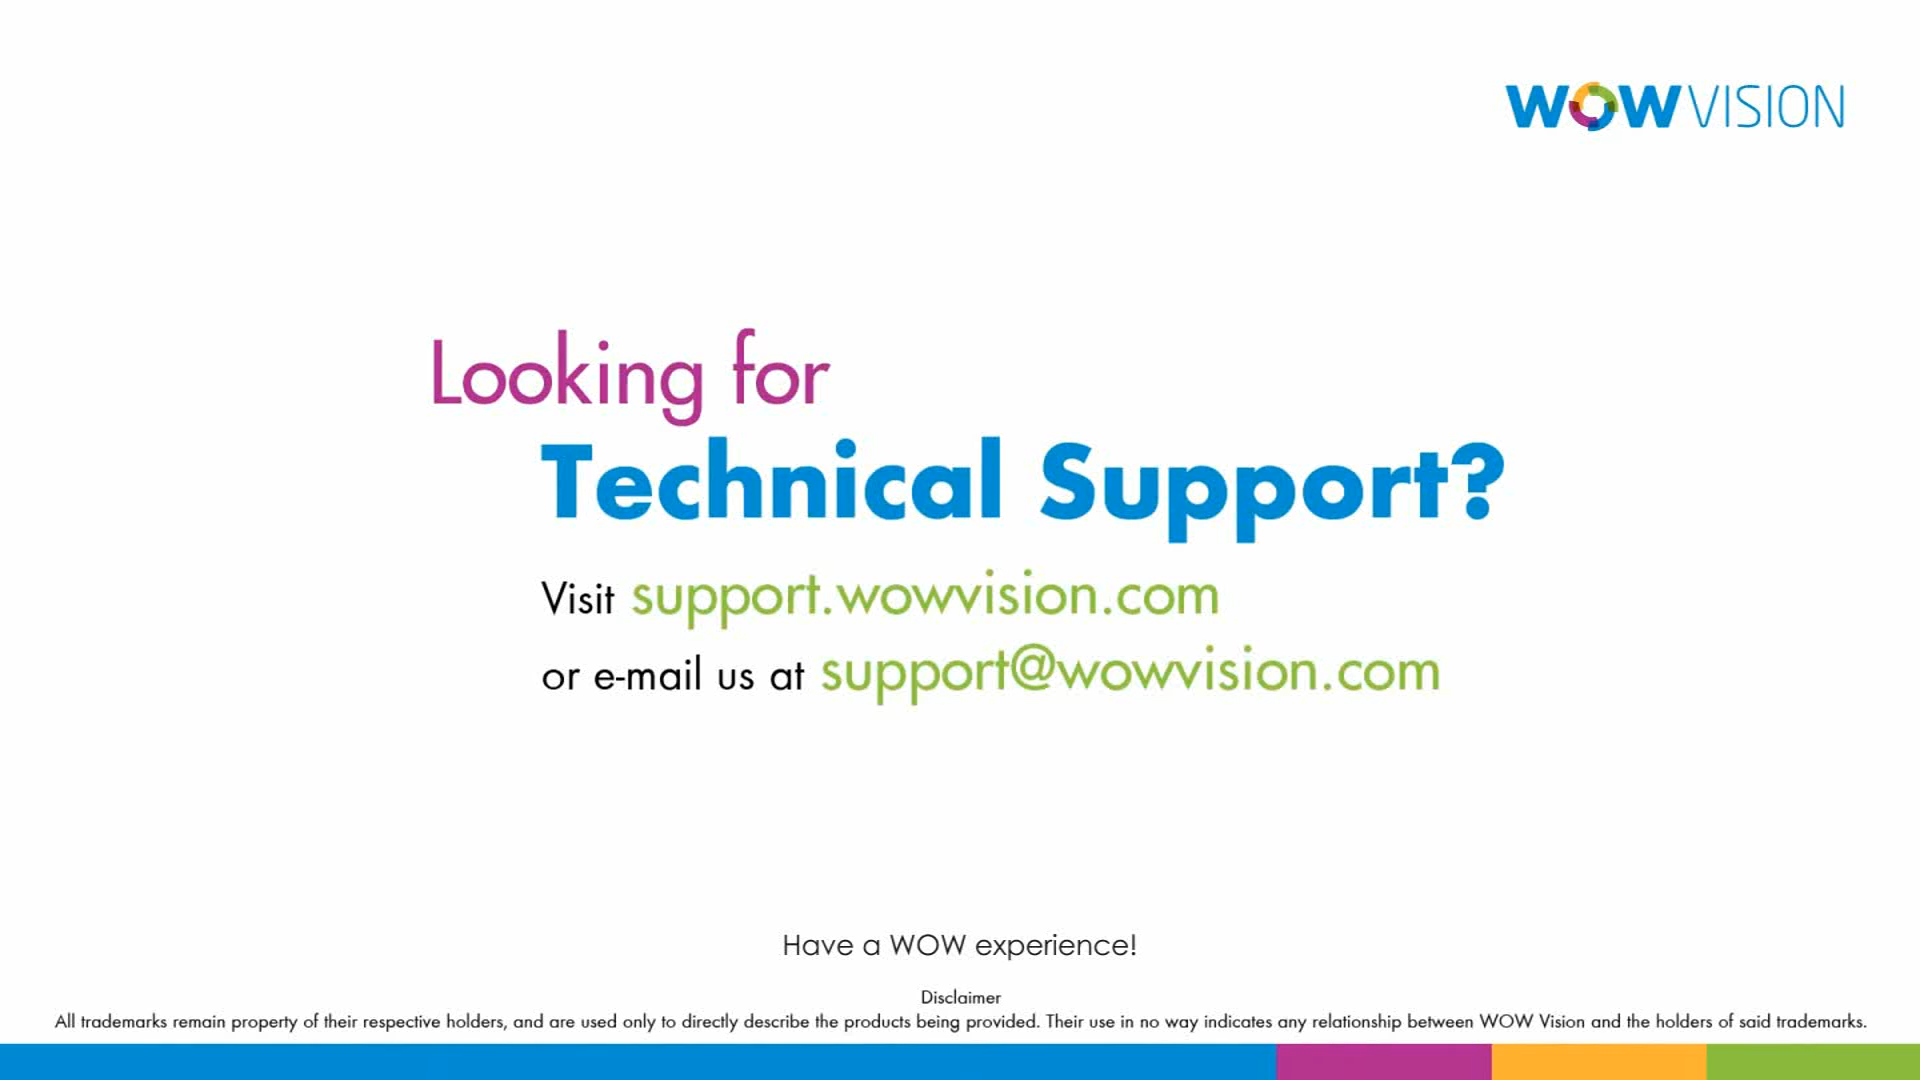 WOWVISION
Looking for
Technical Support?
Visit support.wowvision.com
or e-mail us at support@wowvision.com
Have a WOW experience!
Disclaimer
All trademarks remain property of their respective holders, and are used only to directly describe the products being provided. Their use in no way indicates any relationship between WOW Vision and the holders of said trademarks.